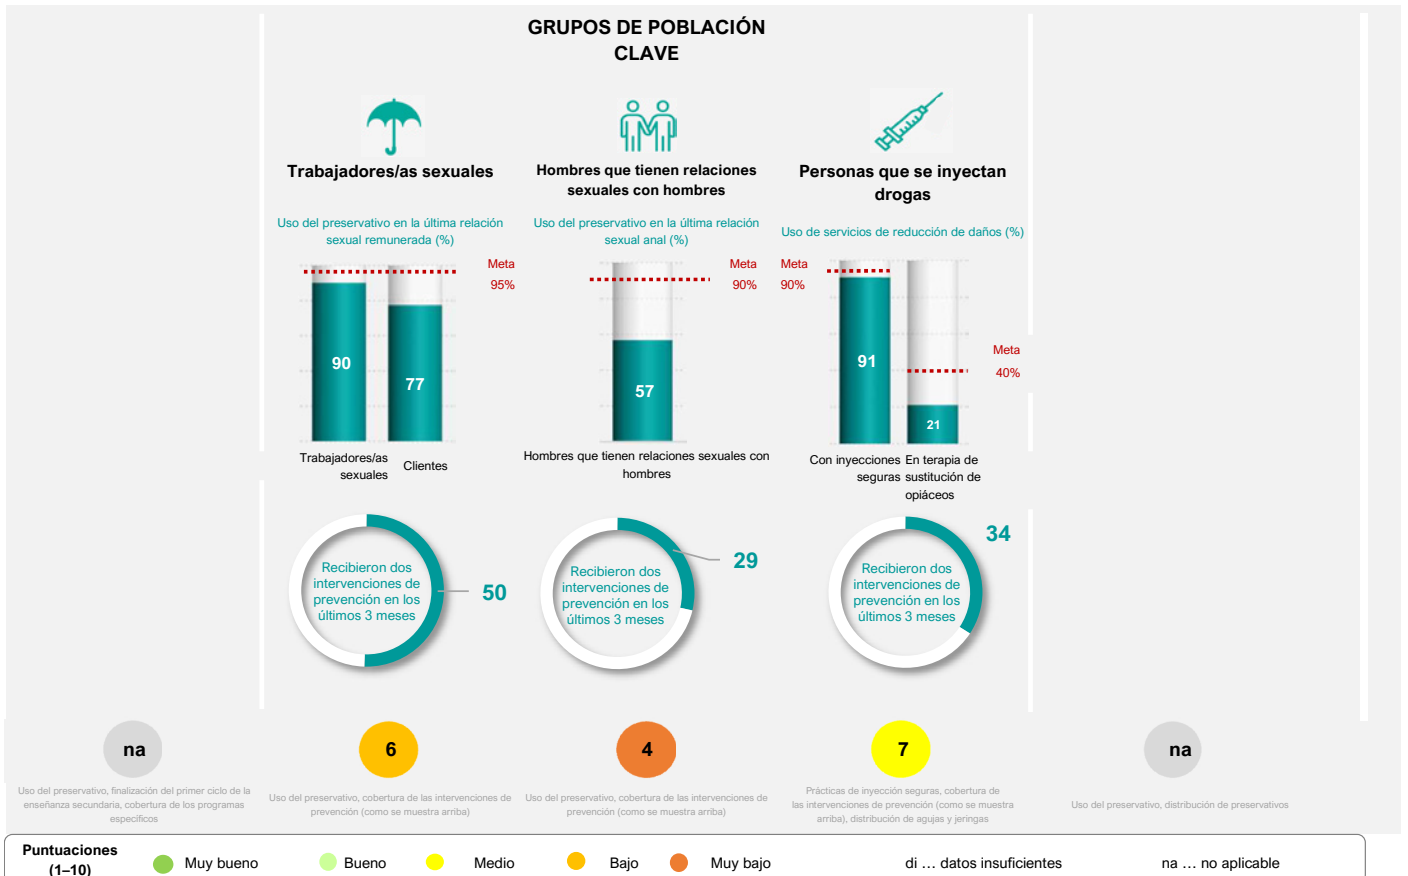 GRUPOS DE POBLACIÓN
CLAVE
Trabajadores/as sexuales
Uso del preservativo en la última relación
sexual remunerada (%)
Meta
95%
90
77
Trabajadores/as
sexuales
Clientes
Recibieron dos
intervenciones de
prevención en los
últimos 3 meses
50
Hombres que tienen relaciones
sexuales con hombres
Uso del preservativo en la última relación
sexual anal (%)
Meta
90%
57
Hombres que tienen relaciones sexuales con
hombres
Recibieron dos
intervenciones de
prevención en los
últimos 3 meses
29
Personas que se inyectan
drogas
Uso de servicios de reducción de daños (%)
Meta
90%
91
Meta
40%
21
Con inyecciones
seguras
En terapia de
sustitución de
opiáceos
Recibieron dos
intervenciones de
prevención en los
últimos 3 meses
34
na
Uso del preservativo, finalización del primer ciclo de la
enseñanza secundaria, cobertura de los programas
específicos
6
Uso del preservativo, cobertura de las intervenciones de
prevención (como se muestra arriba)
4
Uso del preservativo, cobertura de las intervenciones de
prevención (como se muestra arriba)
7
Prácticas de inyección seguras, cobertura de
las intervenciones de prevención (como se muestra
arriba), distribución de agujas y jeringas
na
Uso del preservativo, distribución de preservativos
Puntuaciones
(1–10)
Muy bueno
Bueno
Medio
Bajo
Muy bajo
di … datos insuficientes
na … no aplicable